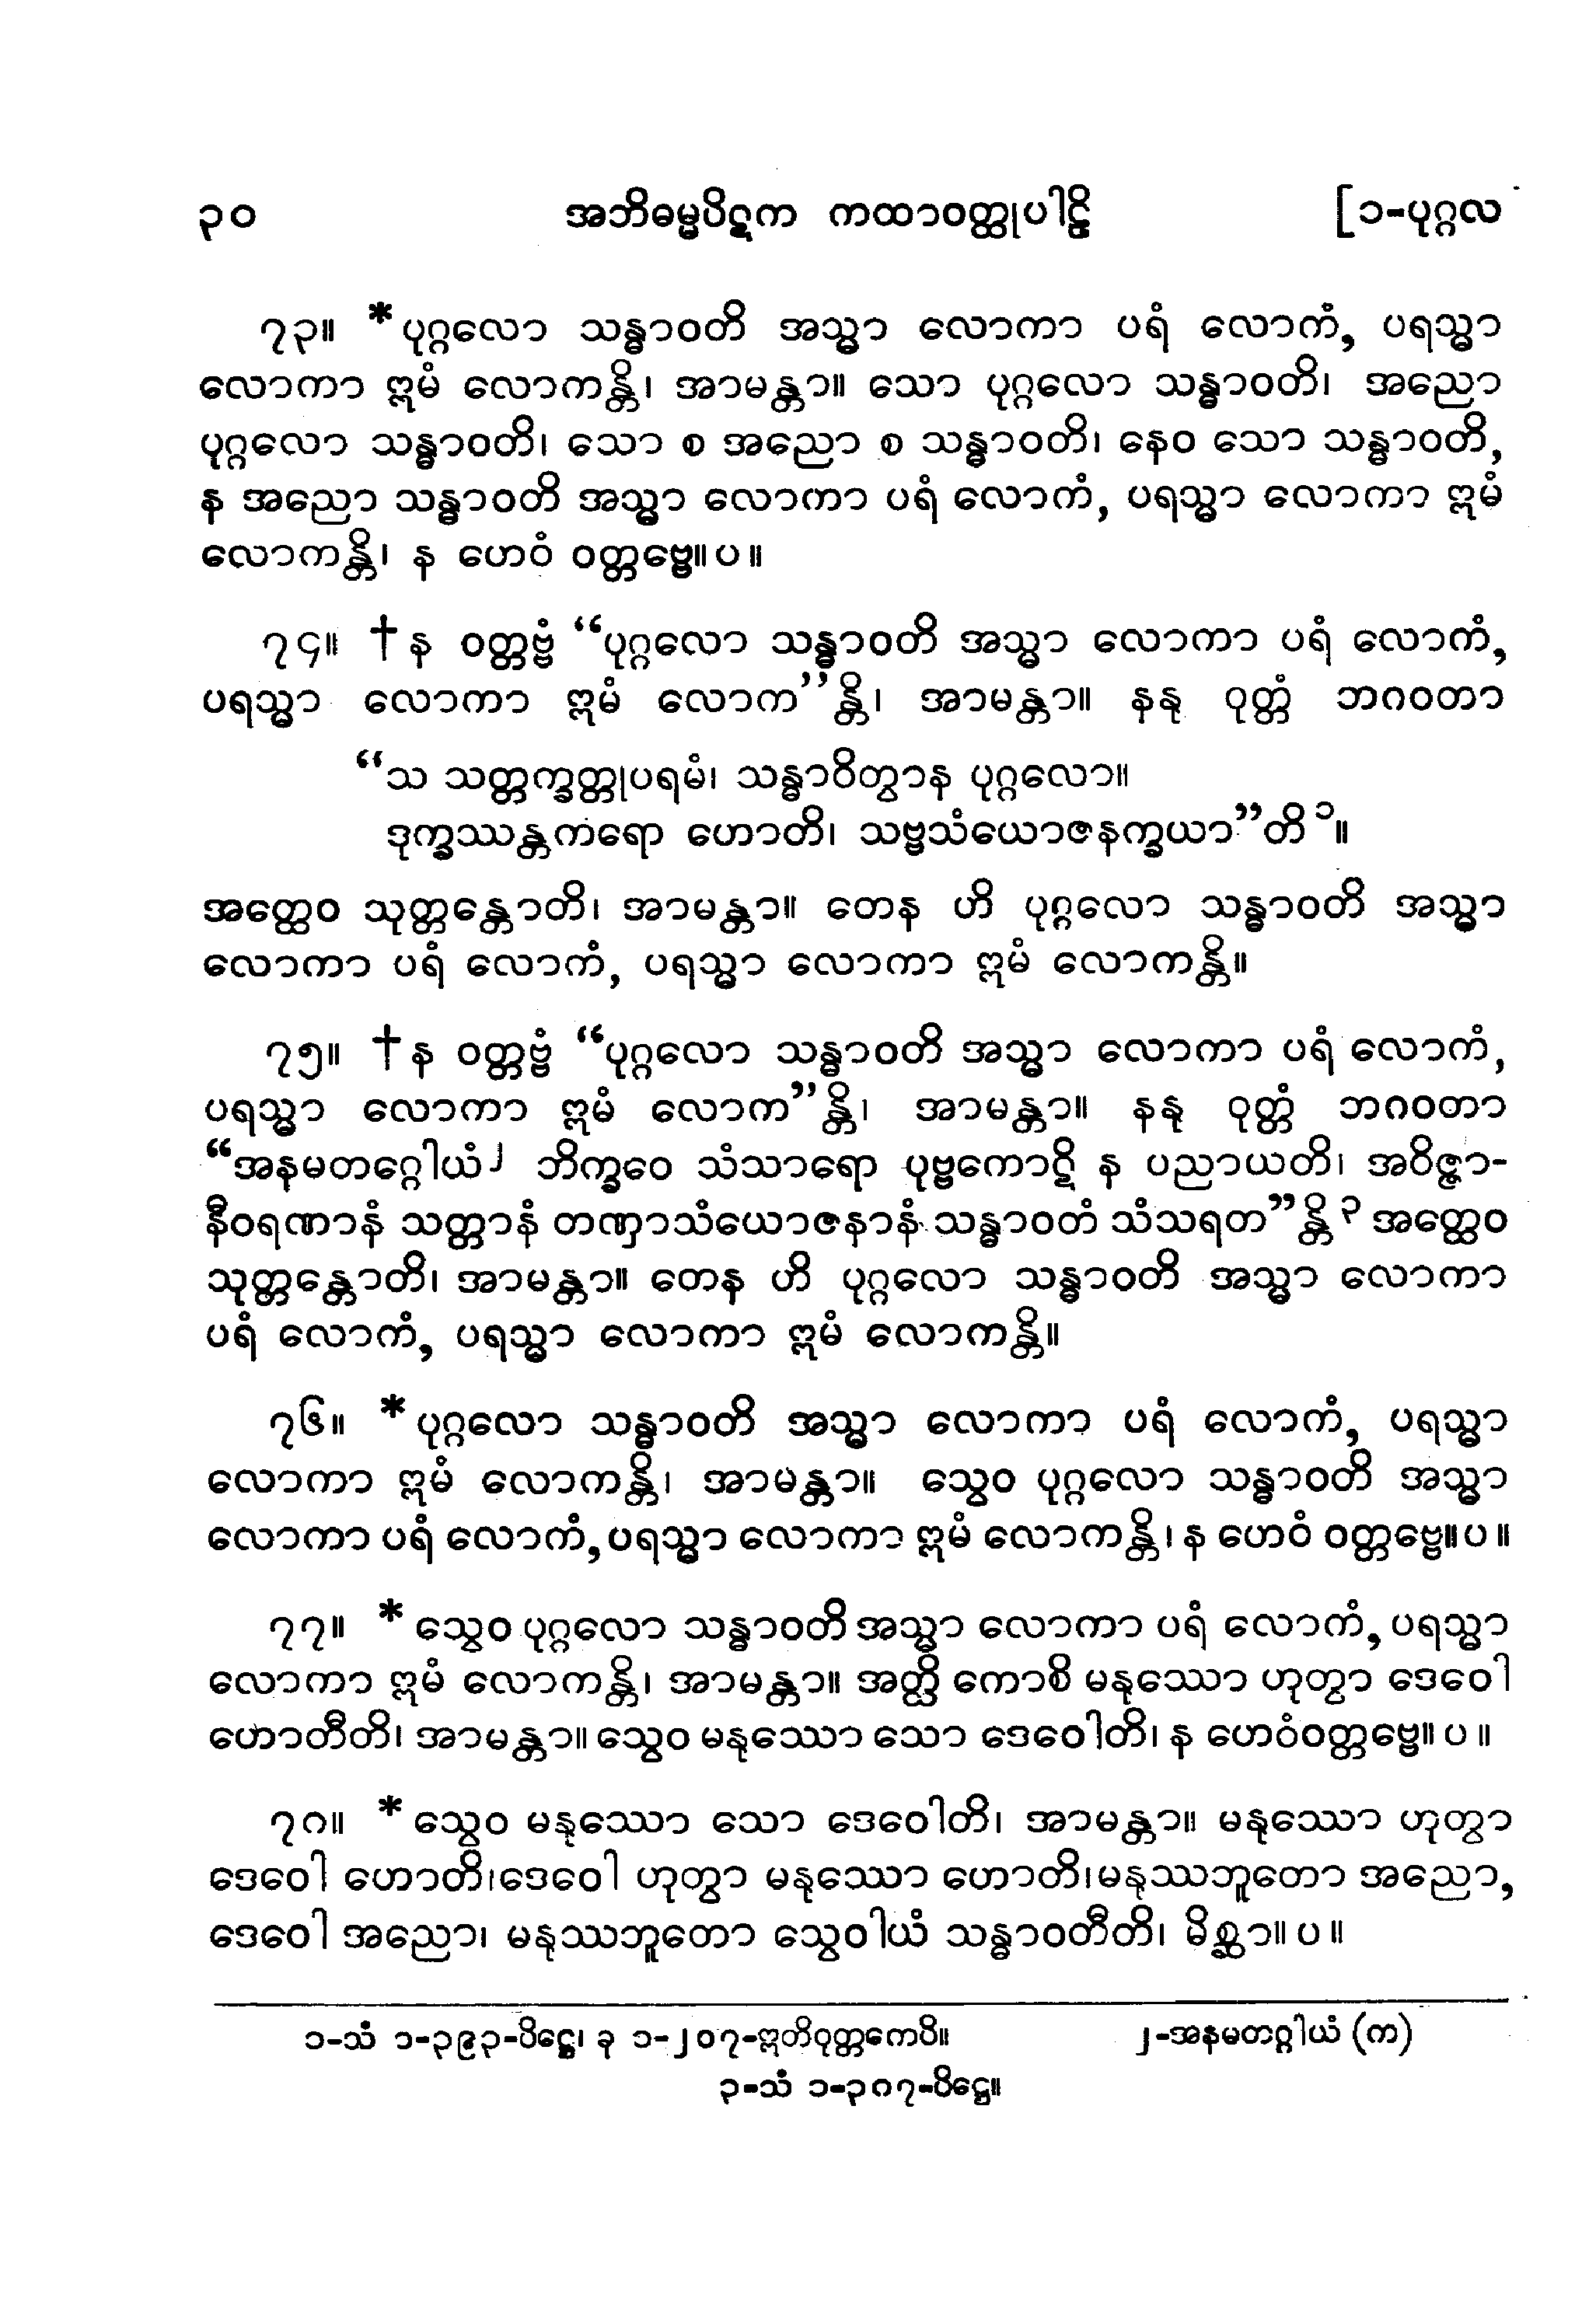 ၃၀ အဘိဓမ္မပိဋက ကထာဝတ္ထုပါဠိ [၁-ပုဂ္ဂလ
၇၃။ *ပုဂ္ဂလော သန္ဓာဝတိ အသ္မာ လောကာ ပရံ လောကံ, ပရသ္မာ
လောကာ ဣမံ လောကန္တိ၊ အာမန္တာ။ သော ပုဂ္ဂလော သန္ဓာဝတိ၊ အညော
ပုဂ္ဂလော သန္ဓာဝတိ၊ သော စ အညော စ သန္ဓာဝတိ၊ နေဝ သော သန္ဓာဝတိ,
န အညော သန္ဓာဝတိ အသ္မာ လောကာ ပရံ လောကံ, ပရသ္မာ လောကာ ဣမံ
လောကန္တိ၊ န ဟေဝံ ဝတ္တဗ္ဗေ။ပ။
၇၄။ †န ဝတ္တဗ္ဗံ “ပုဂ္ဂလော သန္ဓာဝတိ အသ္မာ လောကာ ပရံ လောကံ,
ပရသ္မာ လောကာ ဣမံ လောက”န္တိ၊ အာမန္တာ။ နနု ဝုတ္တံ ဘဂဝတာ
“သ သတ္တက္ခတ္တုပရမံ၊ သန္ဓာဝိတွာန ပုဂ္ဂလော။
ဒုက္ခဿန္တကရော ဟောတိ၊ သဗ္ဗသံယောဇနက္ခယာ”တိ၁။
အတ္ထေဝ သုတ္တန္တောတိ၊ အာမန္တာ။ တေန ဟိ ပုဂ္ဂလော သန္ဓာဝတိ အသ္မာ
လောကာ ပရံ လောကံ, ပရသ္မာ လောကာ ဣမံ လောကန္တိ။
၇၅။ †န ဝတ္တဗ္ဗံ “ပုဂ္ဂလော သန္ဓာဝတိ အသ္မာ လောကာ ပရံ လောကံ,
ပရသ္မာ လောကာ ဣမံ လောက”န္တိ၊ အာမန္တာ။ နနု ဝုတ္တံ ဘဂဝတာ
“အနမတဂ္ဂေါယံ၂ ဘိက္ခဝေ သံသာရော ပုဗ္ဗကောဋိ န ပညာယတိ၊ အဝိဇ္ဇာ-
နီဝရဏာနံ သတ္တာနံ တဏှာသံယောဇနာနံ သန္ဓာဝတံ သံသရတ”န္တိ၃ အတ္ထေဝ
သုတ္တန္တောတိ၊ အာမန္တာ။ တေန ဟိ ပုဂ္ဂလော သန္ဓာဝတိ အသ္မာ လောကာ
ပရံ လောကံ, ပရသ္မာ လောကာ ဣမံ လောကန္တိ။
၇၆။ *ပုဂ္ဂလော သန္ဓာဝတိ အသ္မာ လောကာ ပရံ လောကံ, ပရသ္မာ
လောကာ ဣမံ လောကန္တိ၊ အာမန္တာ။ သွေဝ ပုဂ္ဂလော သန္ဓာဝတိ အသ္မာ
လောကာ ပရံ လောကံ, ပရသ္မာ လောကာ ဣမံ လောကန္တိ၊ န ဟေဝံ ဝတ္တဗ္ဗေ။ပ။
၇၇။ *သွေဝ ပုဂ္ဂလော သန္ဓာဝတိ အသ္မာ လောကာ ပရံ လောကံ, ပရသ္မာ
လောကာ ဣမံ လောကန္တိ၊ အာမန္တာ။ အတ္ထိ ကောစိ မနုဿော ဟုတွာ ဒေဝေါ
ဟောတီတိ၊ အာမန္တာ။ သွေဝ မနုဿော သော ဒေဝေါတိ၊ န ဟေဝံဝတ္တဗ္ဗေ။ပ။
၇၈။ *သွေဝ မနုဿော သော ဒေဝေါတိ၊ အာမန္တာ။ မနုဿော ဟုတွာ
ဒေဝေါ ဟောတိ၊ဒေဝေါ ဟုတွာ မနုဿော ဟောတိ၊မနုဿဘူတော အညော,
ဒေဝေါ အညော၊ မနုဿဘူတော သွေဝါယံ သန္ဓာဝတီတိ၊ မိစ္ဆာ။ပ။
၁-သံ ၁-၃၉၃-ပိဋ္ဌေ၊ ခု ၁-၂၀၇-ဣတိဝုတ္တကေပိ။ ၂-အနမတဂ္ဂါယံ (က)
၃-သံ ၁-၃၈၇-ပိဋ္ဌေ။